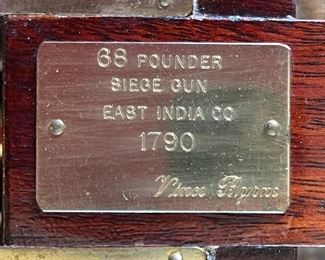 68 POUNDER
SIEGE GUN
EAST INDIA CO
1790